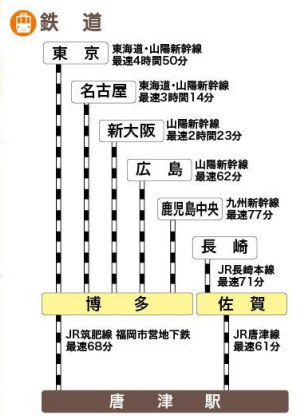 鉄 道
東 京
東海道・山陽新幹線
最速4時間50分
名古屋
東海道・山陽新幹線
最速3時間14分
新大阪
山陽新幹線
最速2時間23分
広 島
山陽新幹線
最速62分
鹿児島中央
九州新幹線
最速77分
長 崎
JR長崎本線
最速71分
博 多
佐 賀
JR筑肥線 福岡市営地下鉄
最速68分
JR唐津線
最速61分
唐 津 駅